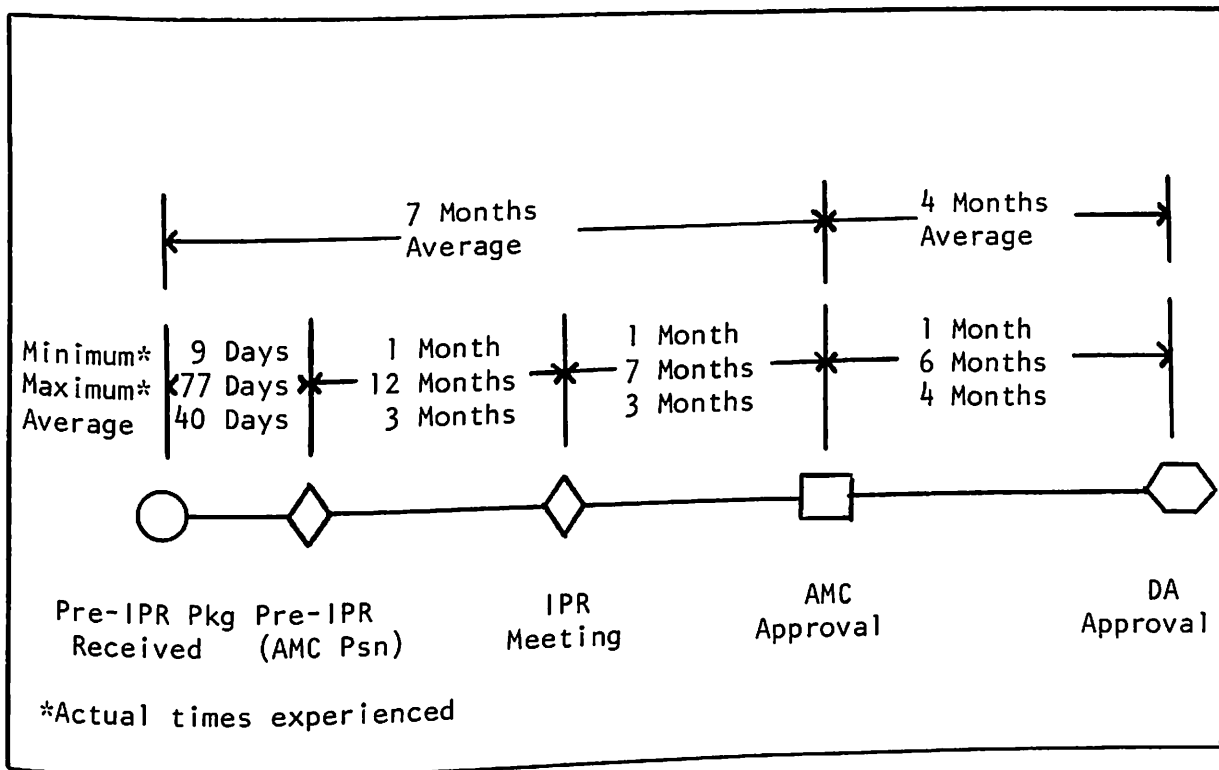 7 Months
Average
4 Months
Average
Minimum*
Maximum*
Average
9 Days
77 Days
40 Days
1 Month
12 Months
3 Months
1 Month
7 Months
3 Months
1 Month
6 Months
4 Months
Pre-IPR Pkg
Received
Pre-IPR
(AMC Psn)
IPR
Meeting
AMC
Approval
DA
Approval
*Actual times experienced